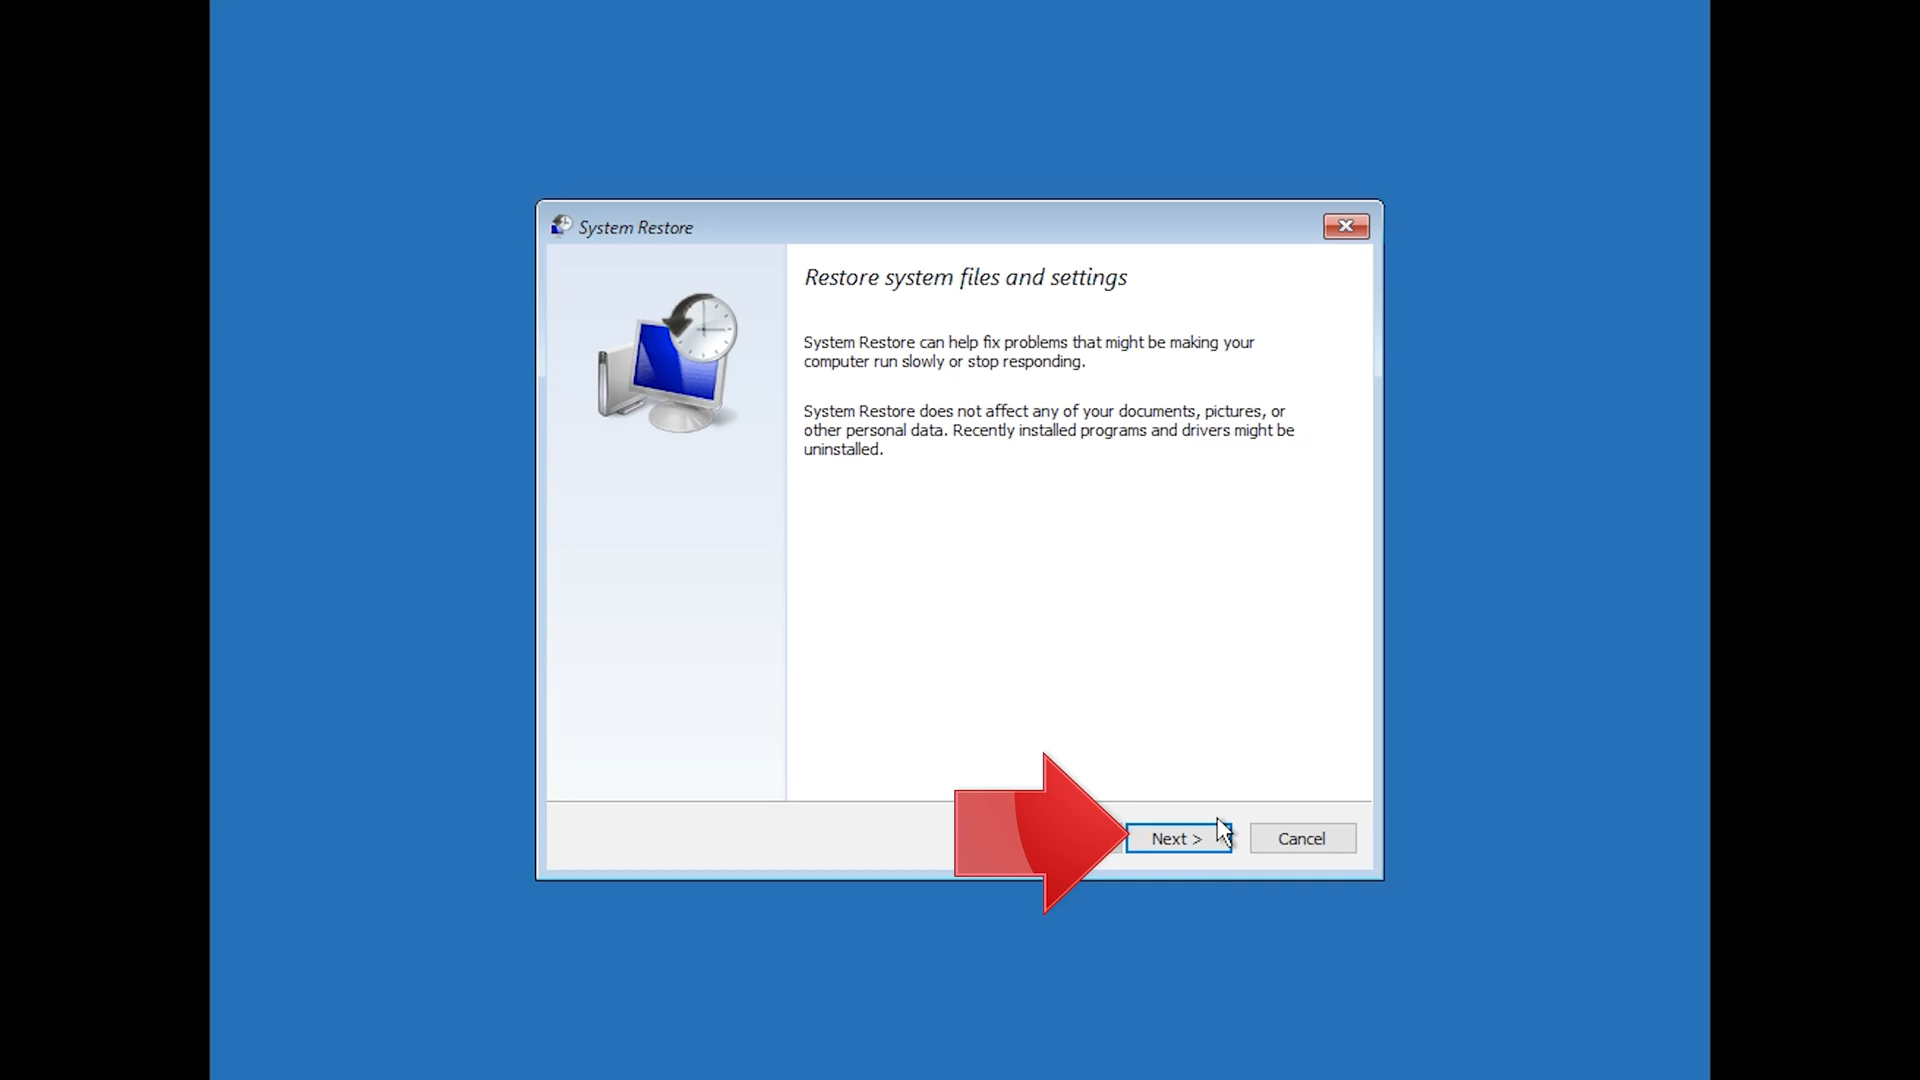 System Restore
Restore system files and settings
System Restore can help fix problems that might be making your
computer run slowly or stop responding.
System Restore does not affect any of your documents, pictures, or
other personal data. Recently installed programs and drivers might be
uninstalled.
Next >
Cancel